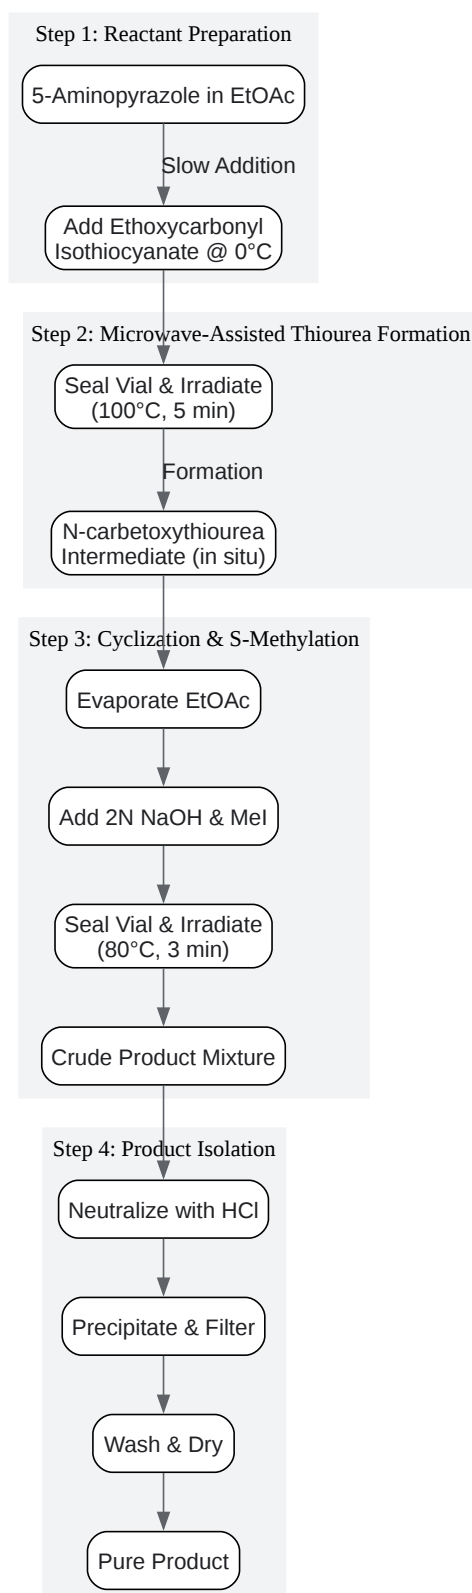 Step 1: Reactant Preparation
5-Aminopyrazole in EtOAc
Slow Addition
Add Ethoxycarbonyl
Isothiocyanate @ 0°C
Step 2: Microwave-Assisted Thiourea Formation
Seal Vial & Irradiate
(100°C, 5 min)
Formation
N-carbetoxythiourea
Intermediate (in situ)
Step 3: Cyclization & S-Methylation
Evaporate EtOAc
Add 2N NaOH & MeI
Seal Vial & Irradiate
(80°C, 3 min)
Crude Product Mixture
Step 4: Product Isolation
Neutralize with HCl
Precipitate & Filter
Wash & Dry
Pure Product